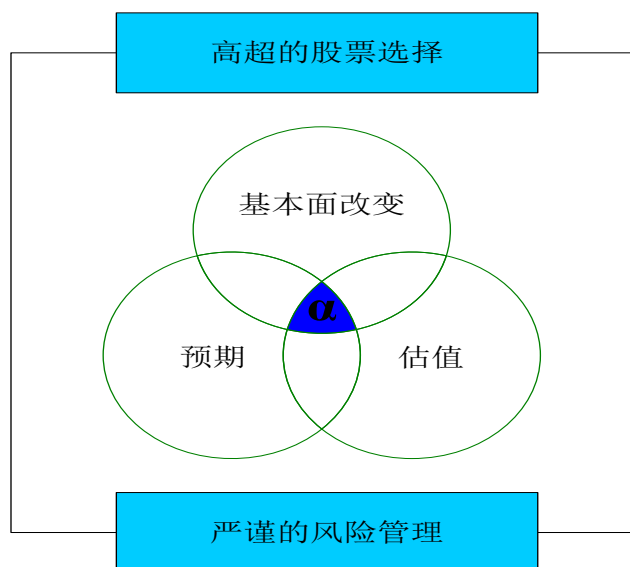 高超的股票选择
基本面改变
α
预期
估值
严谨的风险管理